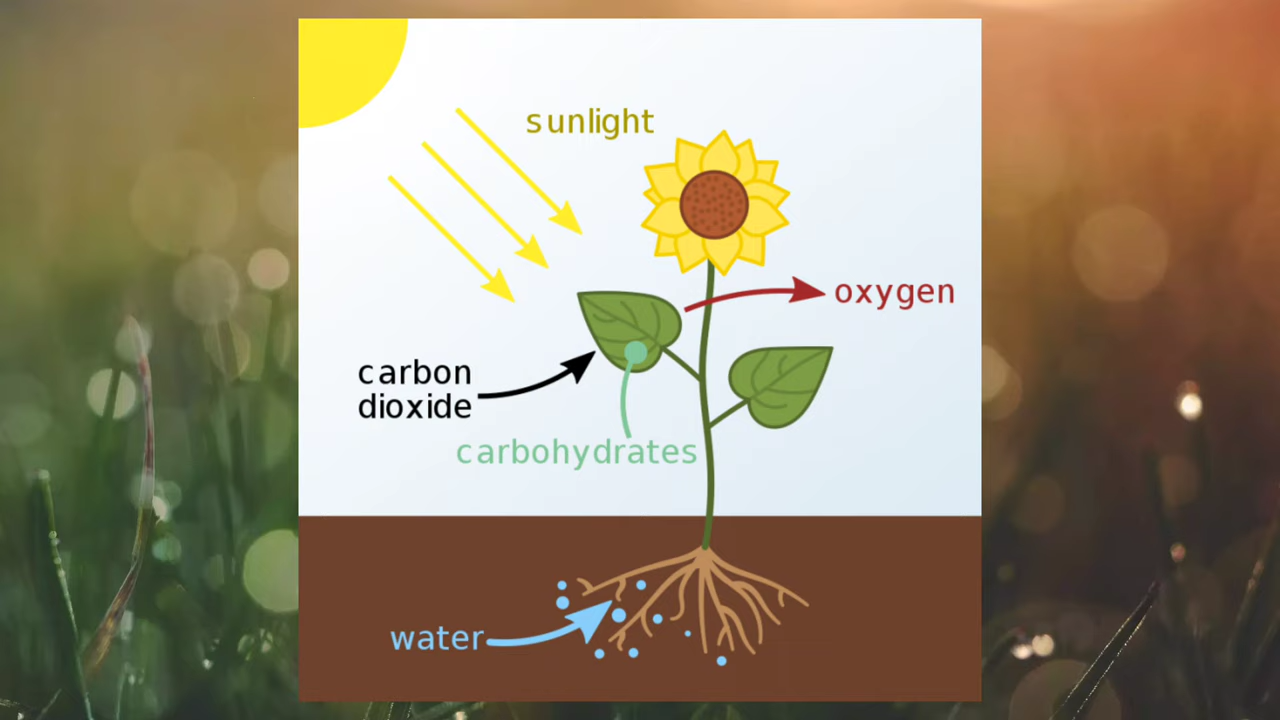 sunlight
oxygen
carbon
dioxide
carbohydrates
water